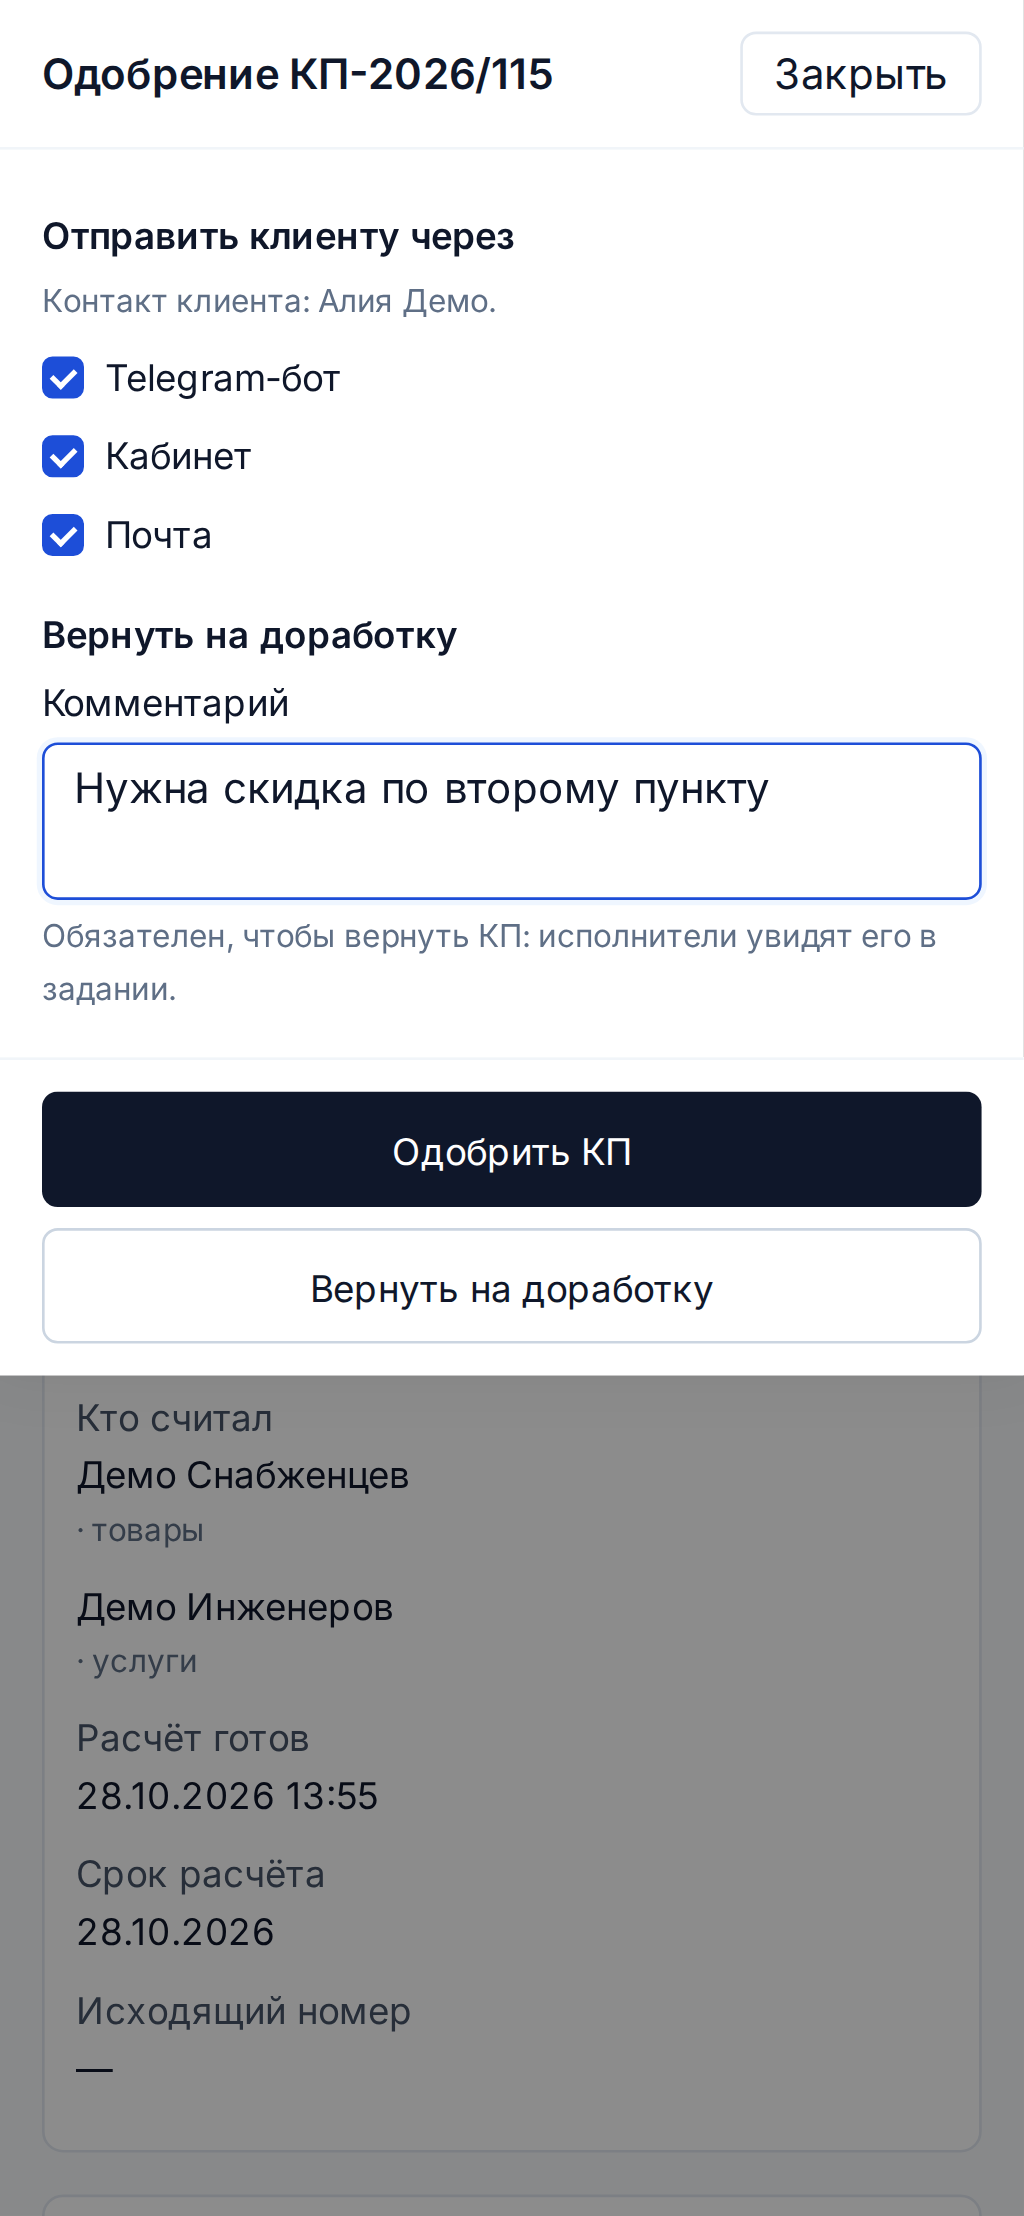 Одобрение КП-2026/115
Закрыть
Отправить клиенту через
Контакт клиента: Алия Демо.
Telegram-бот
Кабинет
Почта
Вернуть на доработку
Комментарий
Нужна скидка по второму пункту
Обязателен, чтобы вернуть КП: исполнители увидят его в
задании.
Одобрить КП
Вернуть на доработку
Кто считал
Демо Снабженцев
· товары
Демо Инженеров
· услуги
Расчёт готов
28.10.2026 13:55
Срок расчёта
28.10.2026
Исходящий номер
—